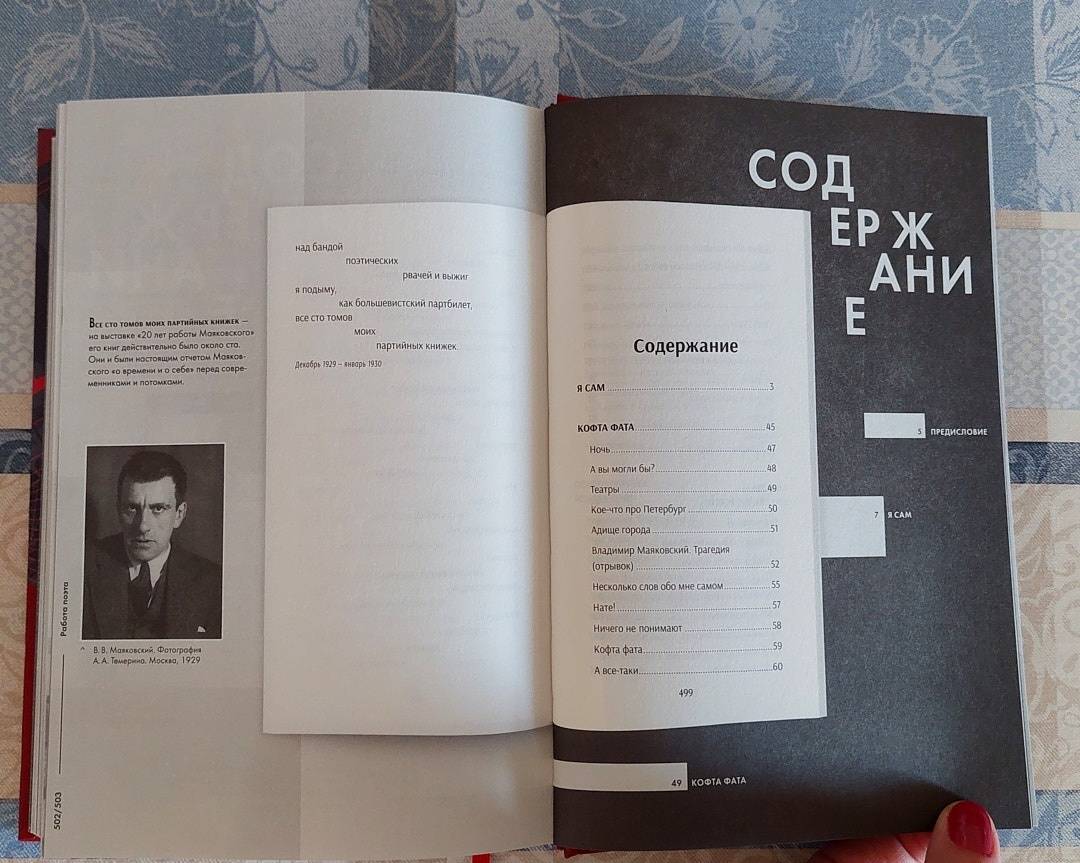 над бандой
поэтических
рвачей и выжиг
я подыму,
как большевистский партбилет,
все сто томов
моих
партийных книжек.
Декабрь 1929 – январь 1930
Все сто томов моих партийных книжек —
на выставке «20 лет работы Маяковского»
его книг действительно было около ста.
Они и были настоящим отчетом Маяков-
ского «о времени и о себе» перед совре-
менниками и потомками.
^ В. В. Маяковский. Фотография
А. А. Темерина. Москва, 1929
Работа поэта
502/503
СОД
ЕРЖ
АНИ
Е
Содержание
Я САМ 3
КОФТА ФАТА 45
Ночь 47
А вы могли бы? 48
Театры 49
Кое-что про Петербург 50
Адище города 51
Владимир Маяковский. Трагедия
(отрывок) 52
Несколько слов обо мне самом 55
Нате! 57
Ничего не понимают 58
Кофта фата 59
А все-таки 60
499
5 ПРЕДИСЛОВИЕ
7 Я САМ
49 КОФТА ФАТА